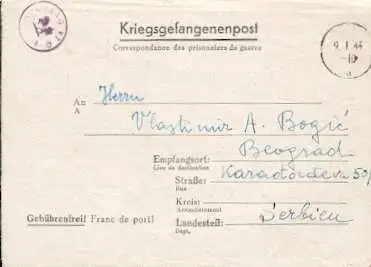 Kriegsgefangenenpost
Correspondance des prisonniers de guerre
9.1.44
An Herrn
A
Vlastimir A. Bogić
Empfangsort: Beograd
Lieu de destination
Straße: Karađorđeva 50
Rue
Kreis:
Arrondissement
Gebührenfrei! Franc de port!
Landesteil: Serbien
Dépt.